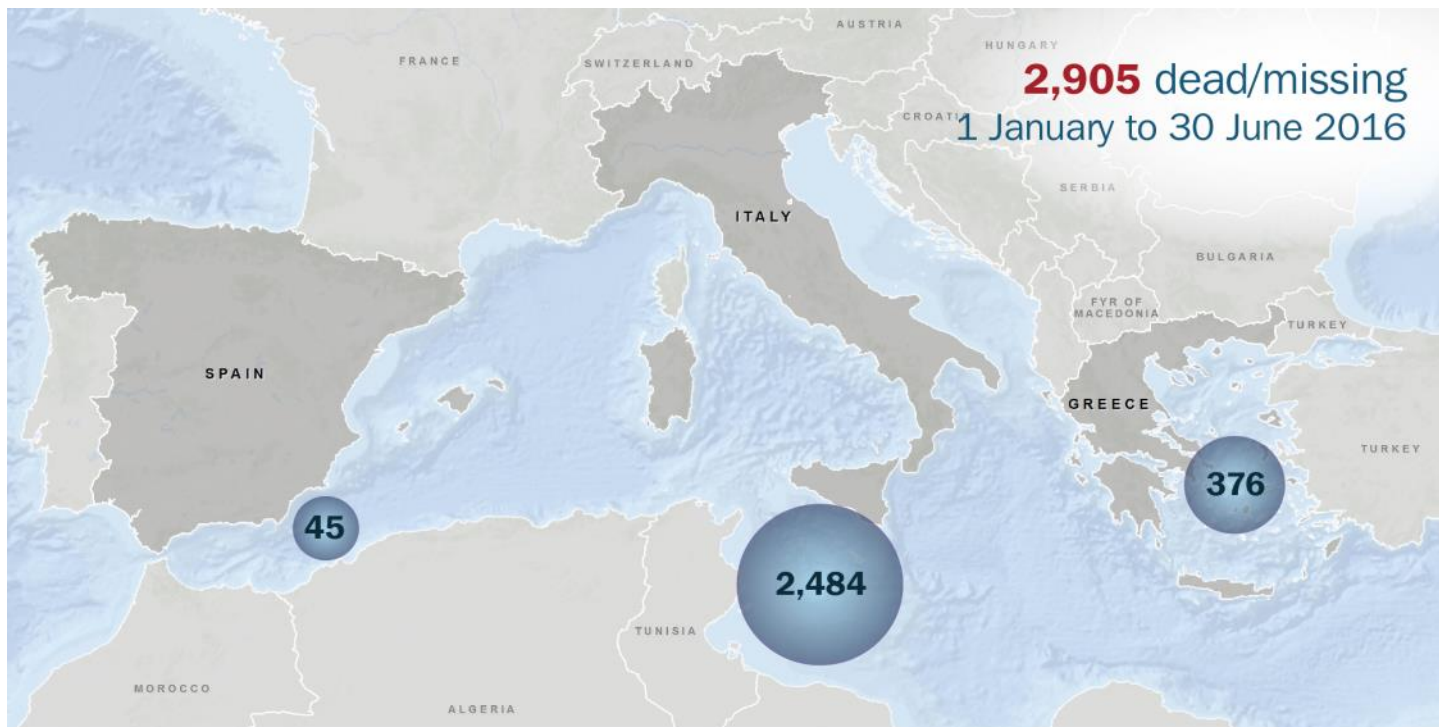 AUSTRIA
HUNGARY
FRANCE
SWITZERLAND
2,905 dead/missing
CROATIA
1 January to 30 June 2016
SERBIA
ITALY
BULGARIA
FYR OF
MACEDONIA
TURKEY
SPAIN
GREECE
TURKEY
376
45
2,484
TUNISIA
MOROCCO
ALGERIA